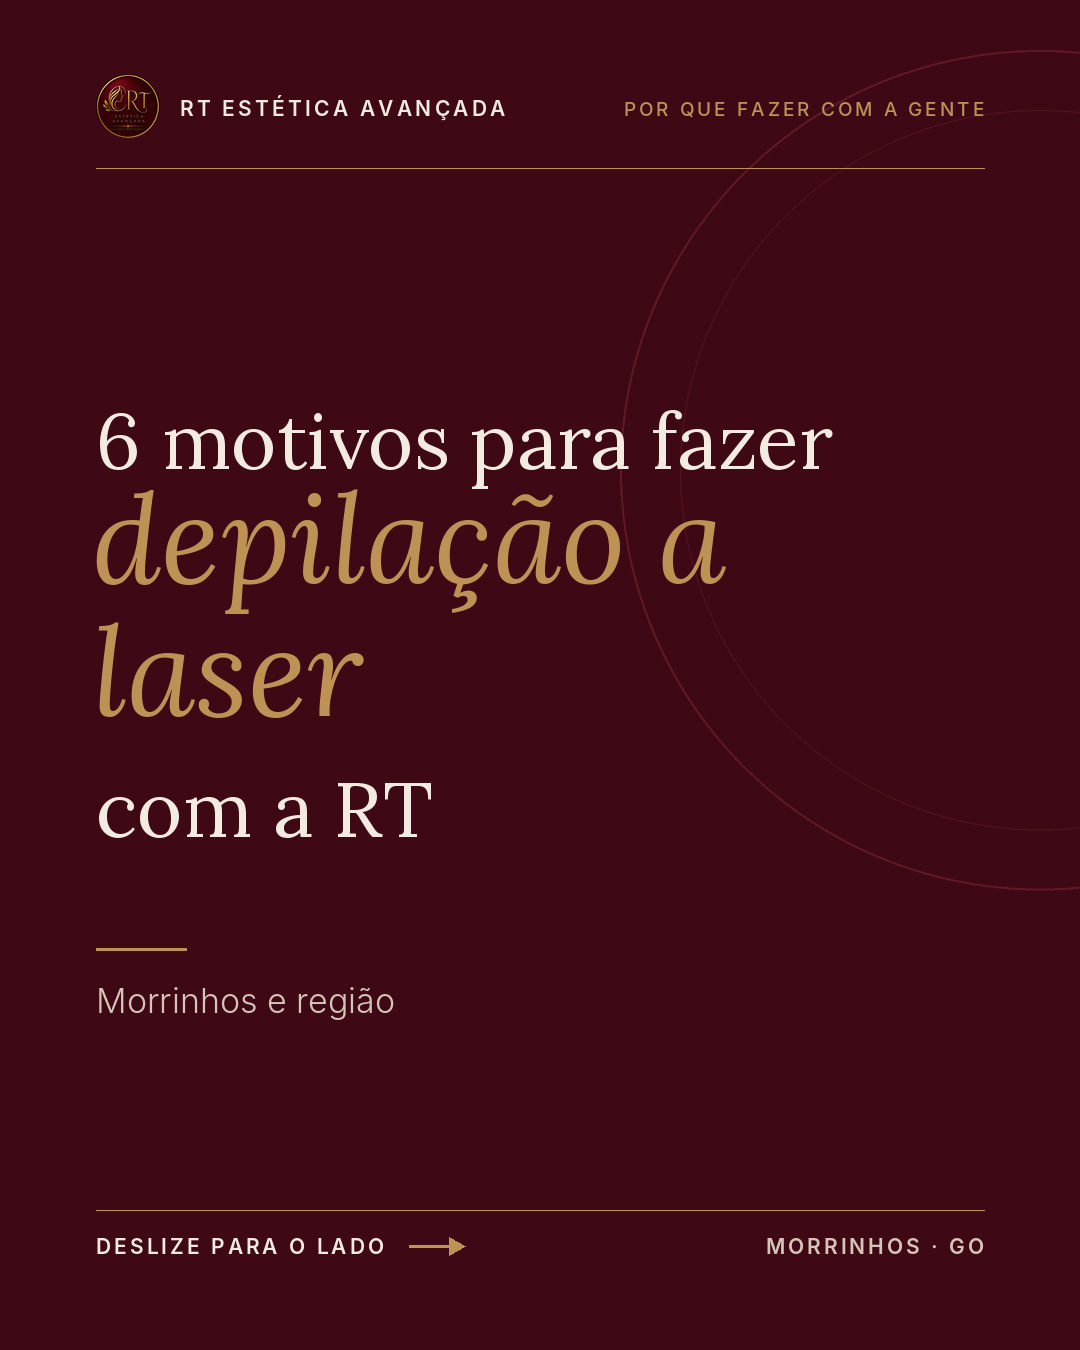 RT ESTÉTICA AVANÇADA
POR QUE FAZER COM A GENTE
6 motivos para fazer
depilação a
laser
com a RT
Morrinhos e região
DESLIZE PARA O LADO
MORRINHOS · GO